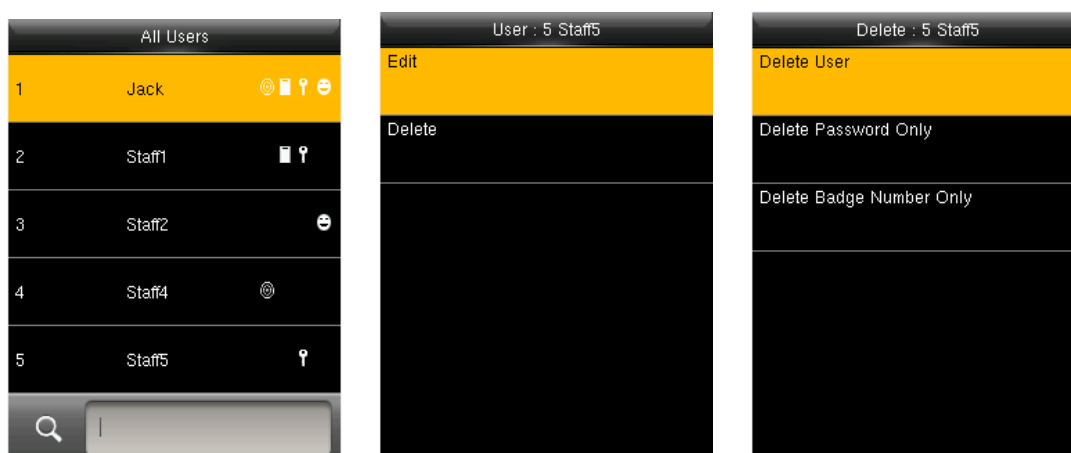 All Users
1 Jack
2 Staff1
3 Staff2
4 Staff4
5 Staff5
User : 5 Staff5
Edit
Delete
Delete : 5 Staff5
Delete User
Delete Password Only
Delete Badge Number Only